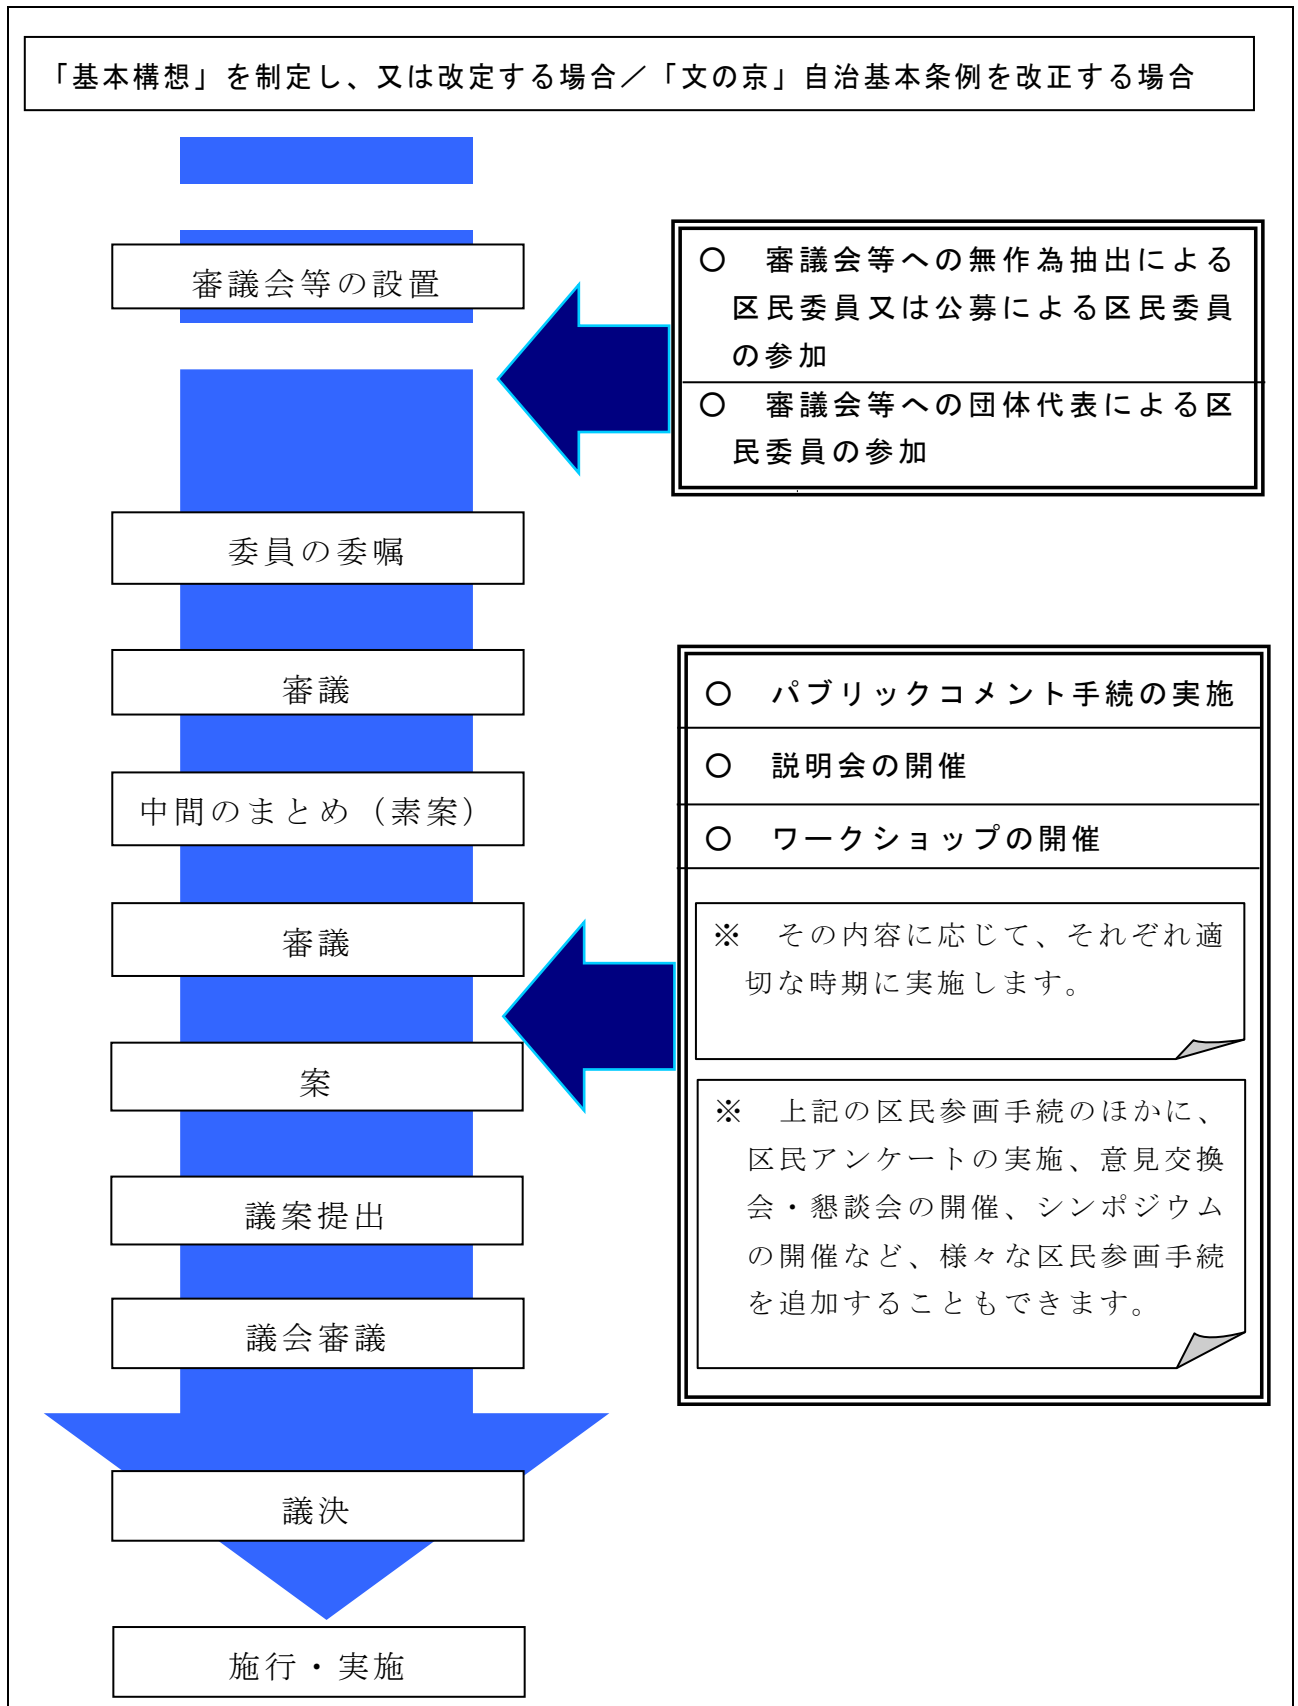 「基本構想」を制定し、又は改定する場合／「文の京」自治基本条例を改正する場合
審議会等の設置
〇　審議会等への無作為抽出による
区民委員又は公募による区民委員
の参加
〇　審議会等への団体代表による区
民委員の参加
委員の委嘱
審議
中間のまとめ（素案）
審議
案
議案提出
議会審議
議決
施行・実施
〇　パブリックコメント手続の実施
〇　説明会の開催
〇　ワークショップの開催
※　その内容に応じて、それぞれ適
切な時期に実施します。
※　上記の区民参画手続のほかに、
区民アンケートの実施、意見交換
会・懇談会の開催、シンポジウム
の開催など、様々な区民参画手続
を追加することもできます。